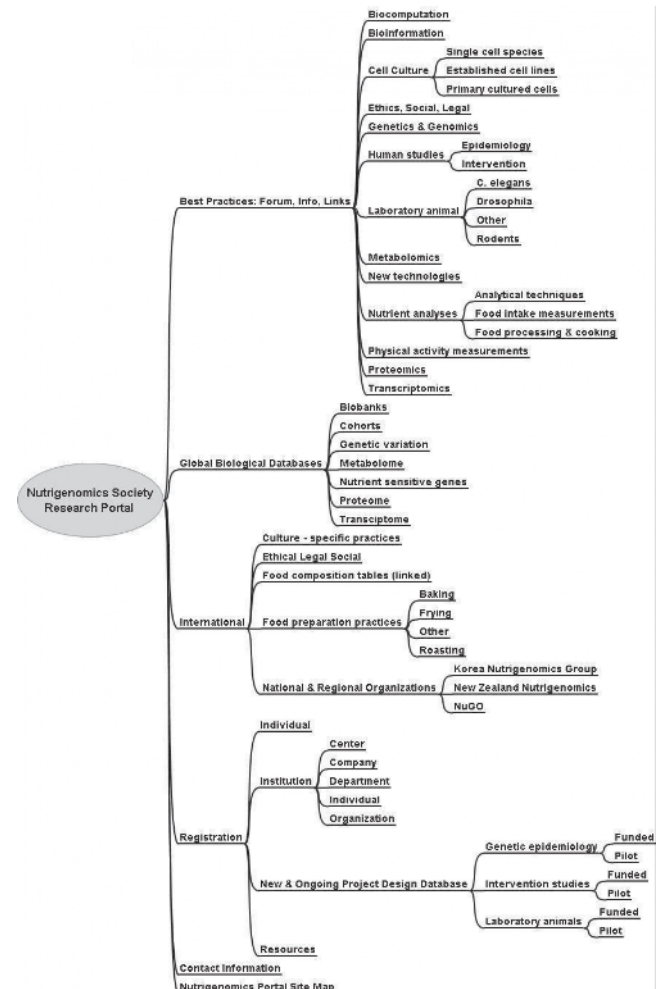 Biocomputation
Bioinformation
Cell Culture
Single cell species
Established cell lines
Primary cultured cells
Ethics, Social, Legal
Genetics & Genomics
Human studies
Epidemiology
Intervention
Best Practices: Forum, Info, Links
Laboratory animal
C. elegans
Drosophila
Other
Rodents
Metabolomics
New technologies
Nutrient analyses
Analytical techniques
Food intake measurements
Food processing & cooking
Physical activity measurements
Proteomics
Transcriptomics
Global Biological Databases
Biobanks
Cohorts
Genetic variation
Metabolome
Nutrient sensitive genes
Proteome
Transciptome
Nutrigenomics Society
Research Portal
International
Culture - specific practices
Ethical Legal Social
Food composition tables (linked)
Food preparation practices
Baking
Frying
Other
Roasting
National & Regional Organizations
Korea Nutrigenomics Group
New Zealand Nutrigenomics
NuGO
Registration
Individual
Institution
Center
Company
Department
Individual
Organization
New & Ongoing Project Design Database
Genetic epidemiology
Funded
Pilot
Intervention studies
Funded
Pilot
Laboratory animals
Funded
Pilot
Resources
Contact Information
Nutrigenomics Portal Site Map